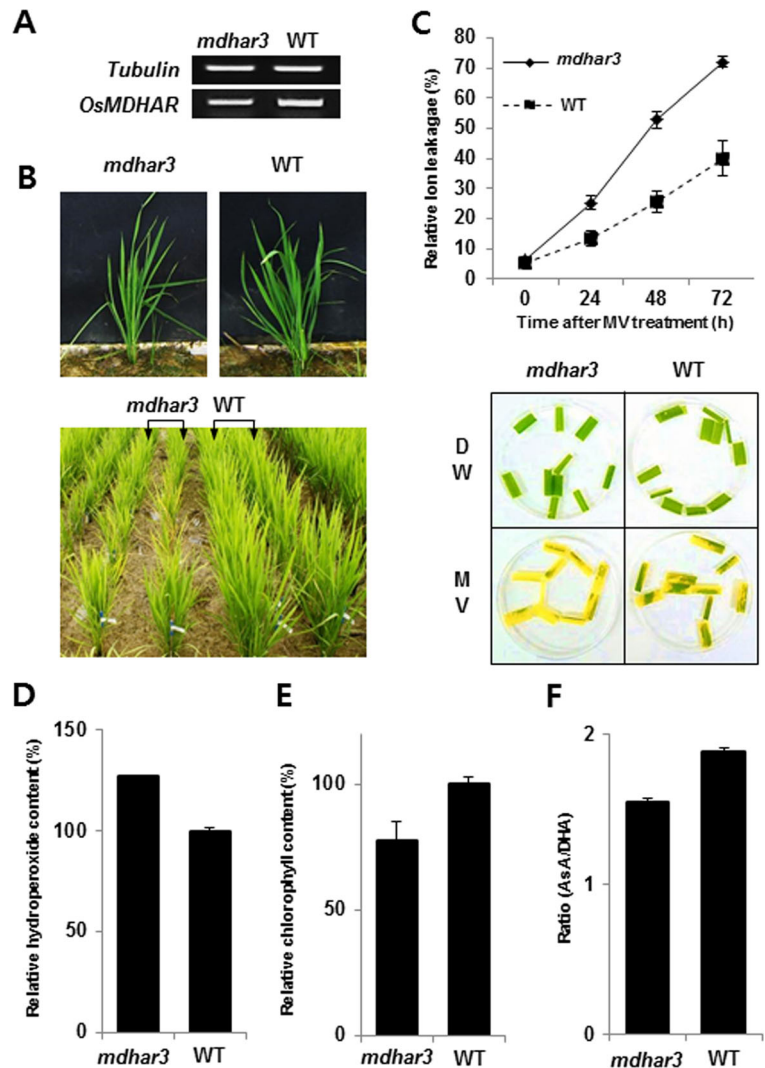 A
mdhar3 WT
Tubulin
OsMDHAR
B
mdhar3 WT
mdhar3 WT
C
80
70
60
50
40
30
20
10
0
Relative Ion leakagae (%)
mdhar3
WT
0 24 48 72
Time after MV treatment (h)
mdhar3 WT
D
W
M
V
D
150
100
50
0
Relative hydroperoxide content (%)
mdhar3 WT
E
100
50
0
Relative chlorophyll content (%)
mdhar3 WT
F
2
1
0
Ratio (AsA/DHA)
mdhar3 WT